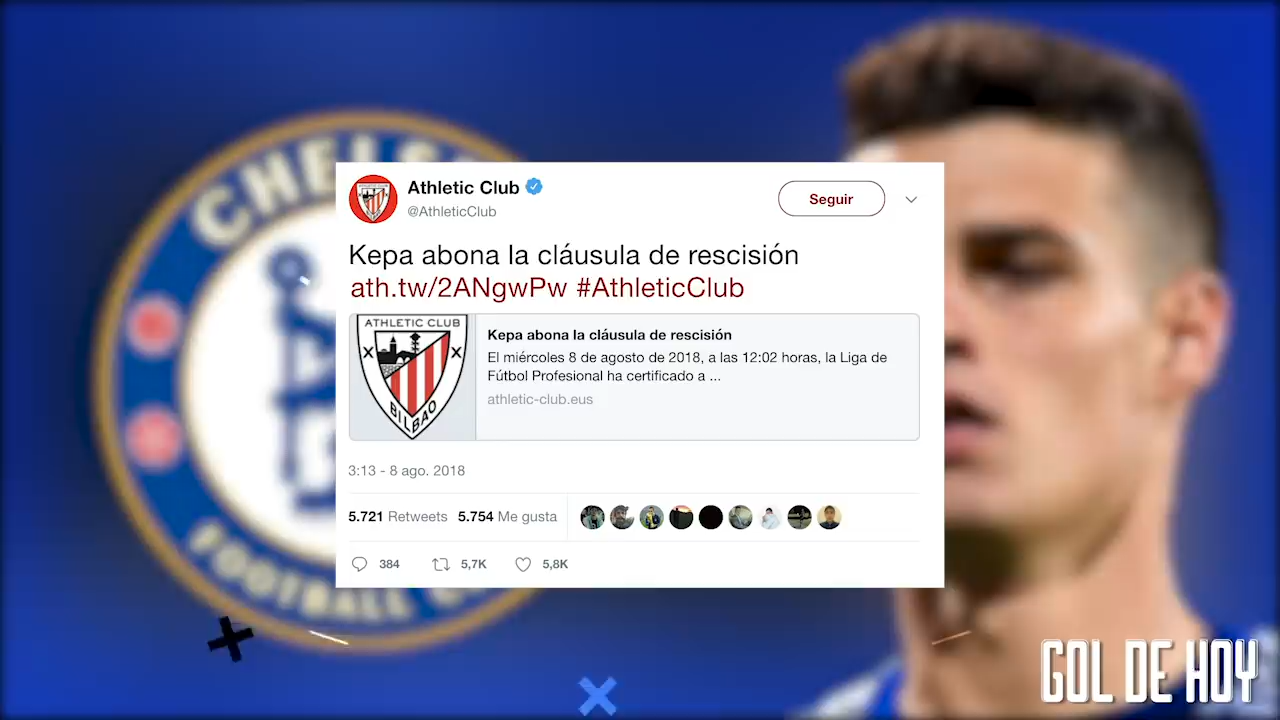 CHELS
FOOTBALL C
Athletic Club
@AthleticClub
Seguir
Kepa abona la cláusula de rescisión
ath.tw/2ANgwPw #AthleticClub
ATHLETIC CLUB
BILBAO
Kepa abona la cláusula de rescisión
El miércoles 8 de agosto de 2018, a las 12:02 horas, la Liga de
Fútbol Profesional ha certificado a ...
athletic-club.eus
3:13 - 8 ago. 2018
5.721 Retweets 5.754 Me gusta
384 5,7K 5,8K
GOL DE HOY